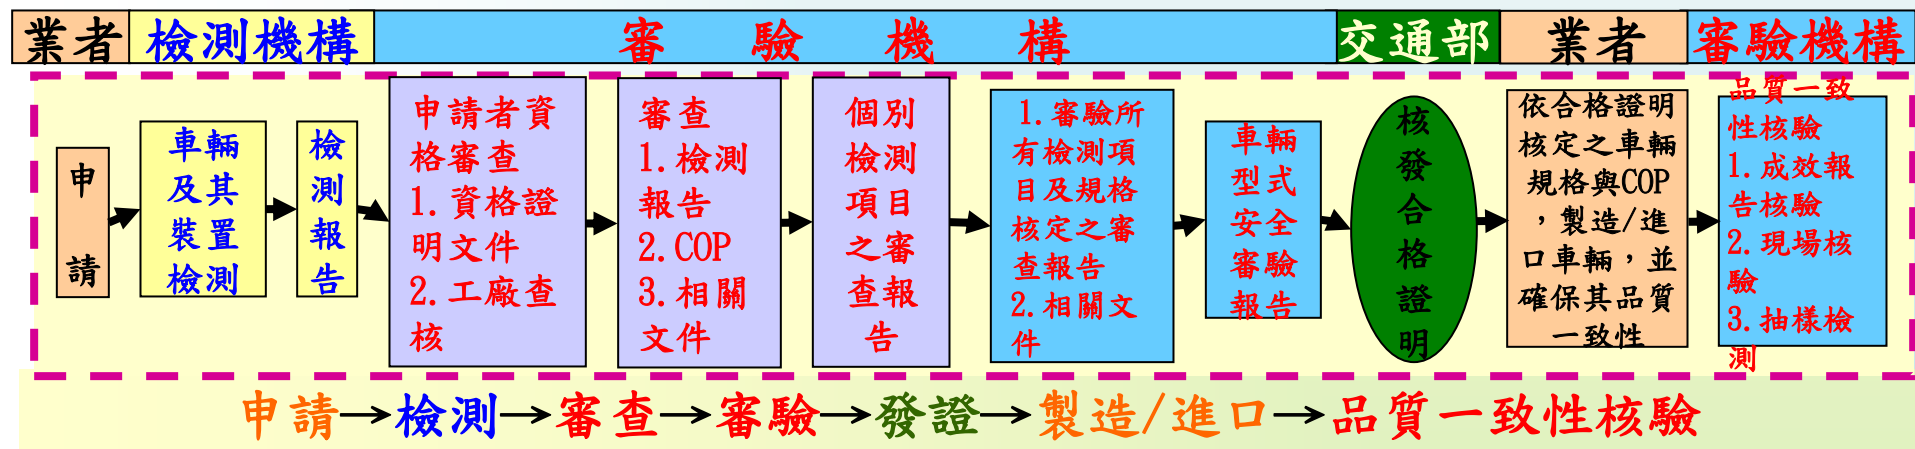 業者
檢測機構
審驗機構
交通部
業者
審驗機構
申
請
車輛
及其
裝置
檢測
檢
測
報
告
申請者資
格審查
1.資格證
明文件
2.工廠查
核
審查
1.檢測
報告
2.COP
3.相關
文件
個別
檢測
項目
之審
查報
告
1.審驗所
有檢測項
目及規格
核定之審
查報告
2.相關文
件
車輛
型式
安全
審驗
報告
核
發
合
格
證
明
依合格證明
核定之車輛
規格與COP
，製造/進
口車輛，並
確保其品質
一致性
品質一致
性核驗
1.成效報
告核驗
2.現場核
驗
3.抽樣檢
測
申請→檢測→審查→審驗→發證→製造/進口→品質一致性核驗